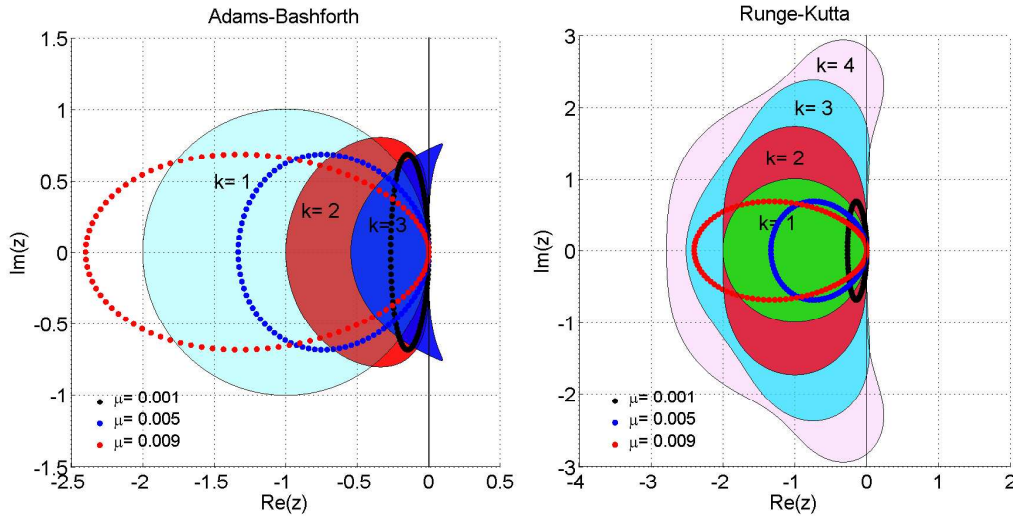 Adams-Bashforth
1.5
1
0.5
0
-0.5
-1
-1.5
Im(z)
k= 1
k= 2
k= 3
μ= 0.001
μ= 0.005
μ= 0.009
-2.5
-2
-1.5
-1
-0.5
0
0.5
Re(z)
Runge-Kutta
3
2
1
0
-1
-2
-3
Im(z)
k= 4
k= 3
k= 2
k= 1
μ= 0.001
μ= 0.005
μ= 0.009
-4
-3
-2
-1
0
1
2
Re(z)